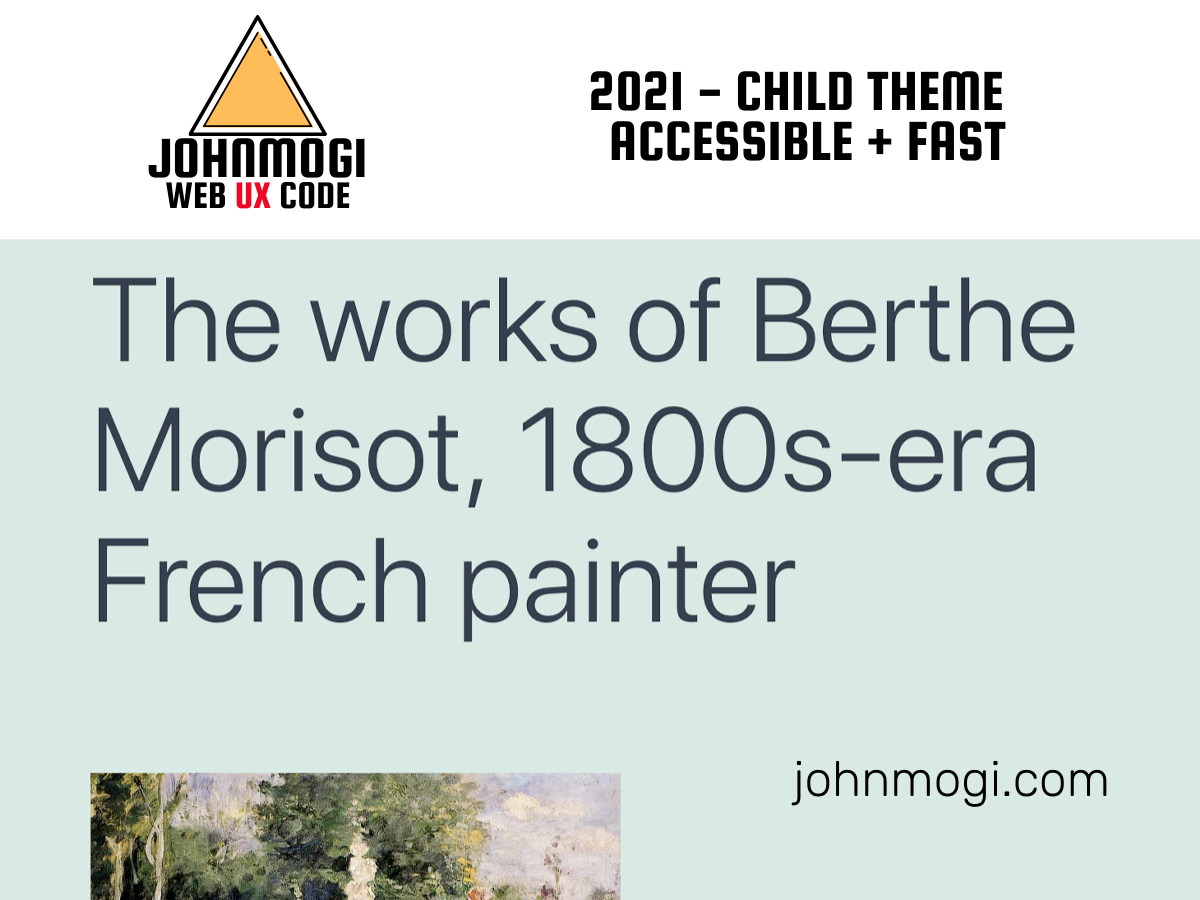 JOHNMOGI
WEB UX CODE
2021 – CHILD THEME
ACCESSIBLE + FAST
The works of Berthe
Morisot, 1800s-era
French painter
johnmogi.com